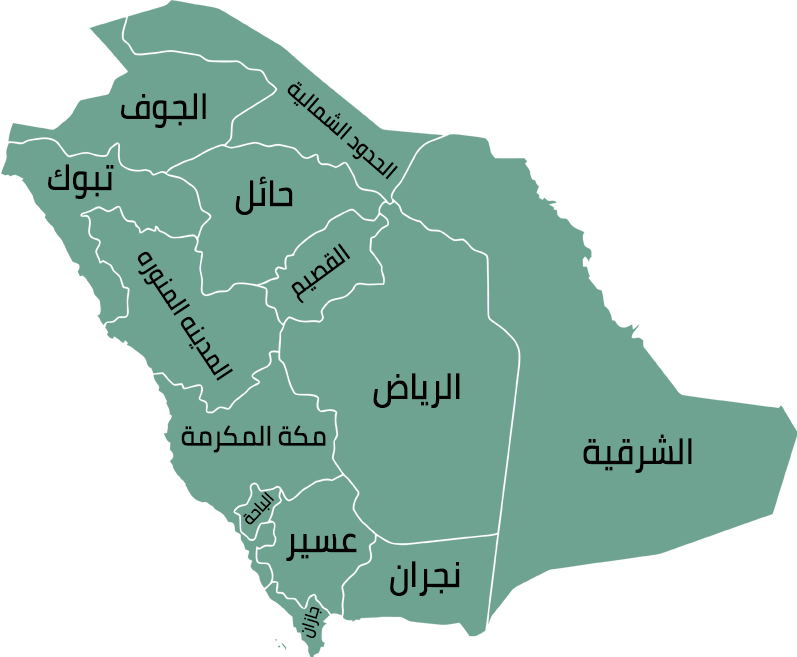 الجوف
الحدود الشمالية
تبوك
حائل
القصيم
المدينه المنوره
الرياض
مكة المكرمة
الشرقية
الباحة
عسير
نجران
جازان